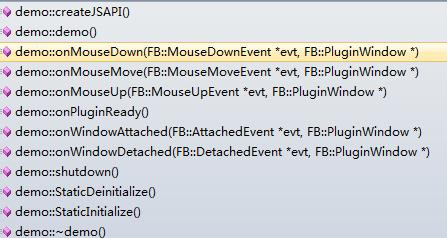 demo::createJSAPI()
demo::demo()
demo::onMouseDown(FB::MouseDownEvent *evt, FB::PluginWindow *)
demo::onMouseMove(FB::MouseMoveEvent *evt, FB::PluginWindow *)
demo::onMouseUp(FB::MouseUpEvent *evt, FB::PluginWindow *)
demo::onPluginReady()
demo::onWindowAttached(FB::AttachedEvent *evt, FB::PluginWindow *)
demo::onWindowDetached(FB::DetachedEvent *evt, FB::PluginWindow *)
demo::shutdown()
demo::StaticDeinitialize()
demo::StaticInitialize()
demo::~demo()